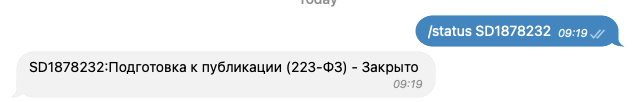 Today
/status SD1878232 09:19
SD1878232:Подготовка к публикации (223-ФЗ) - Закрыто
09:19